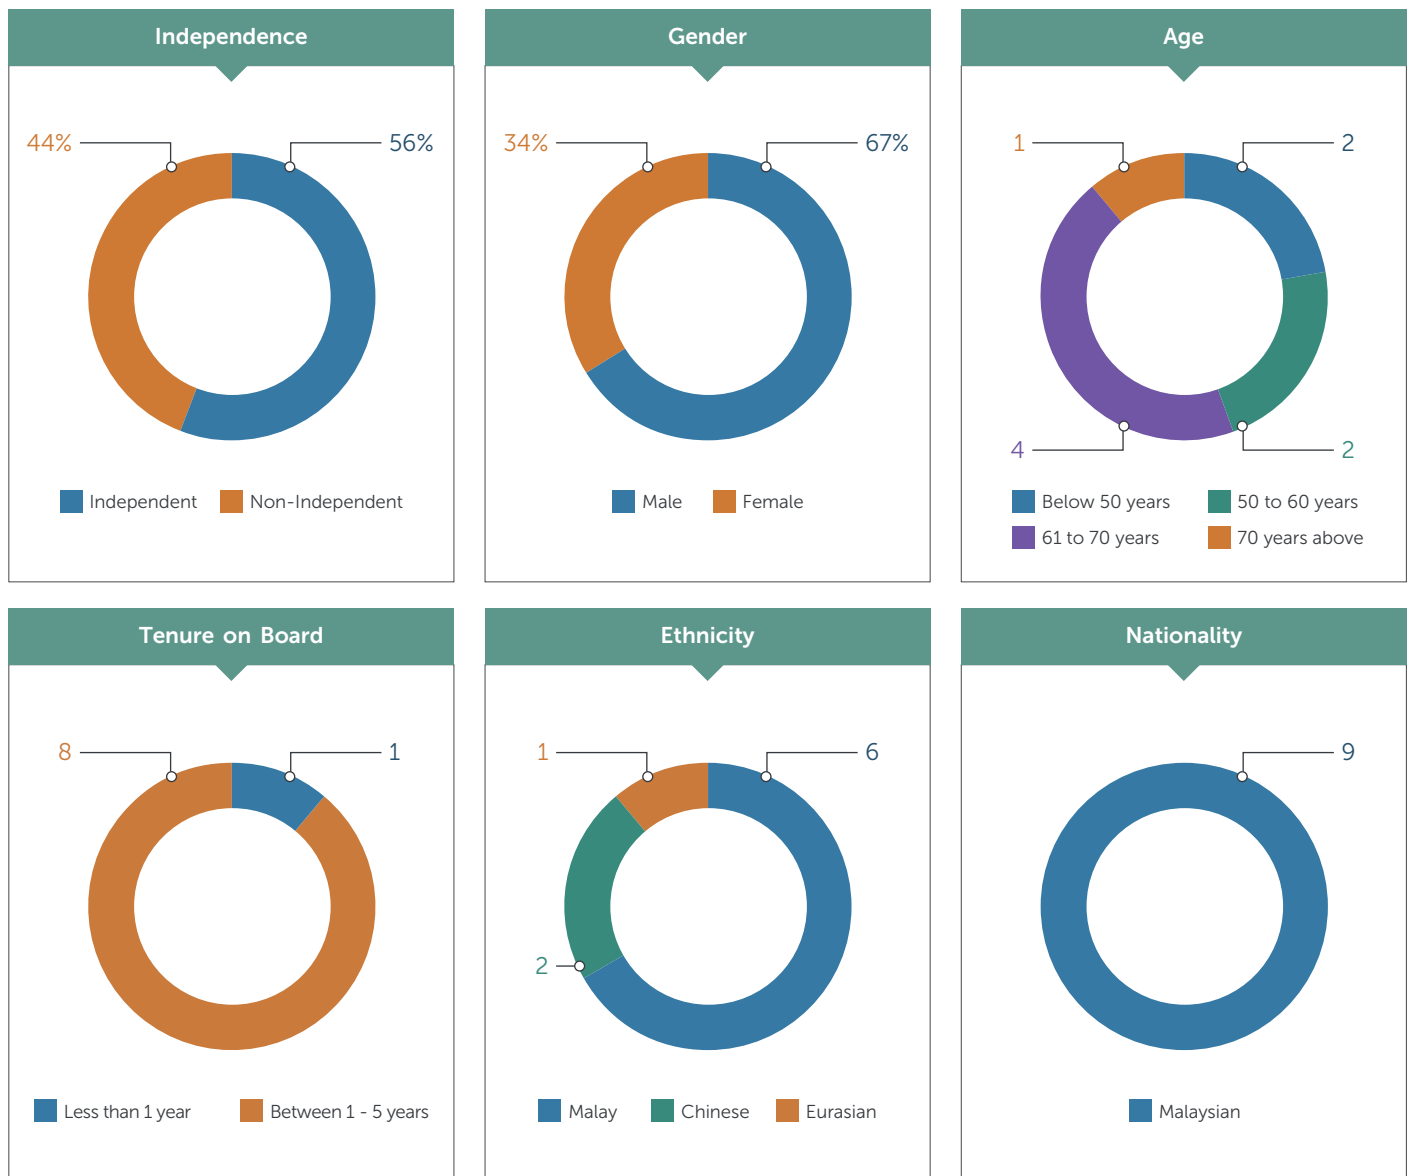 Independence
44%
56%
Independent
Non-Independent
Gender
34%
67%
Male
Female
Age
1
2
4
2
Below 50 years
50 to 60 years
61 to 70 years
70 years above
Tenure on Board
8
1
Less than 1 year
Between 1 - 5 years
Ethnicity
1
6
2
Malay
Chinese
Eurasian
Nationality
9
Malaysian